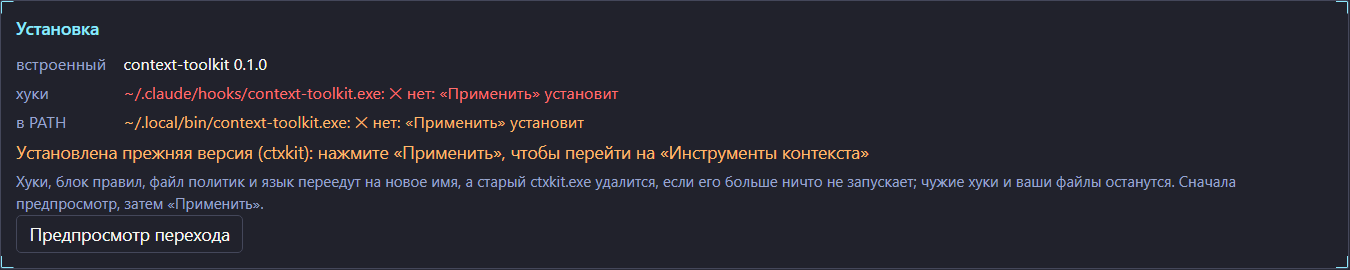 Установка
встроенный context-toolkit 0.1.0
хуки ~/.claude/hooks/context-toolkit.exe: ✕ нет: «Применить» установит
в PATH ~/.local/bin/context-toolkit.exe: ✕ нет: «Применить» установит
Установлена прежняя версия (ctxkit): нажмите «Применить», чтобы перейти на «Инструменты контекста»
Хуки, блок правил, файл политик и язык переедут на новое имя, а старый ctxkit.exe удалится, если его больше ничто не запускает; чужие хуки и ваши файлы останутся. Сначала
предпросмотр, затем «Применить».
Предпросмотр перехода